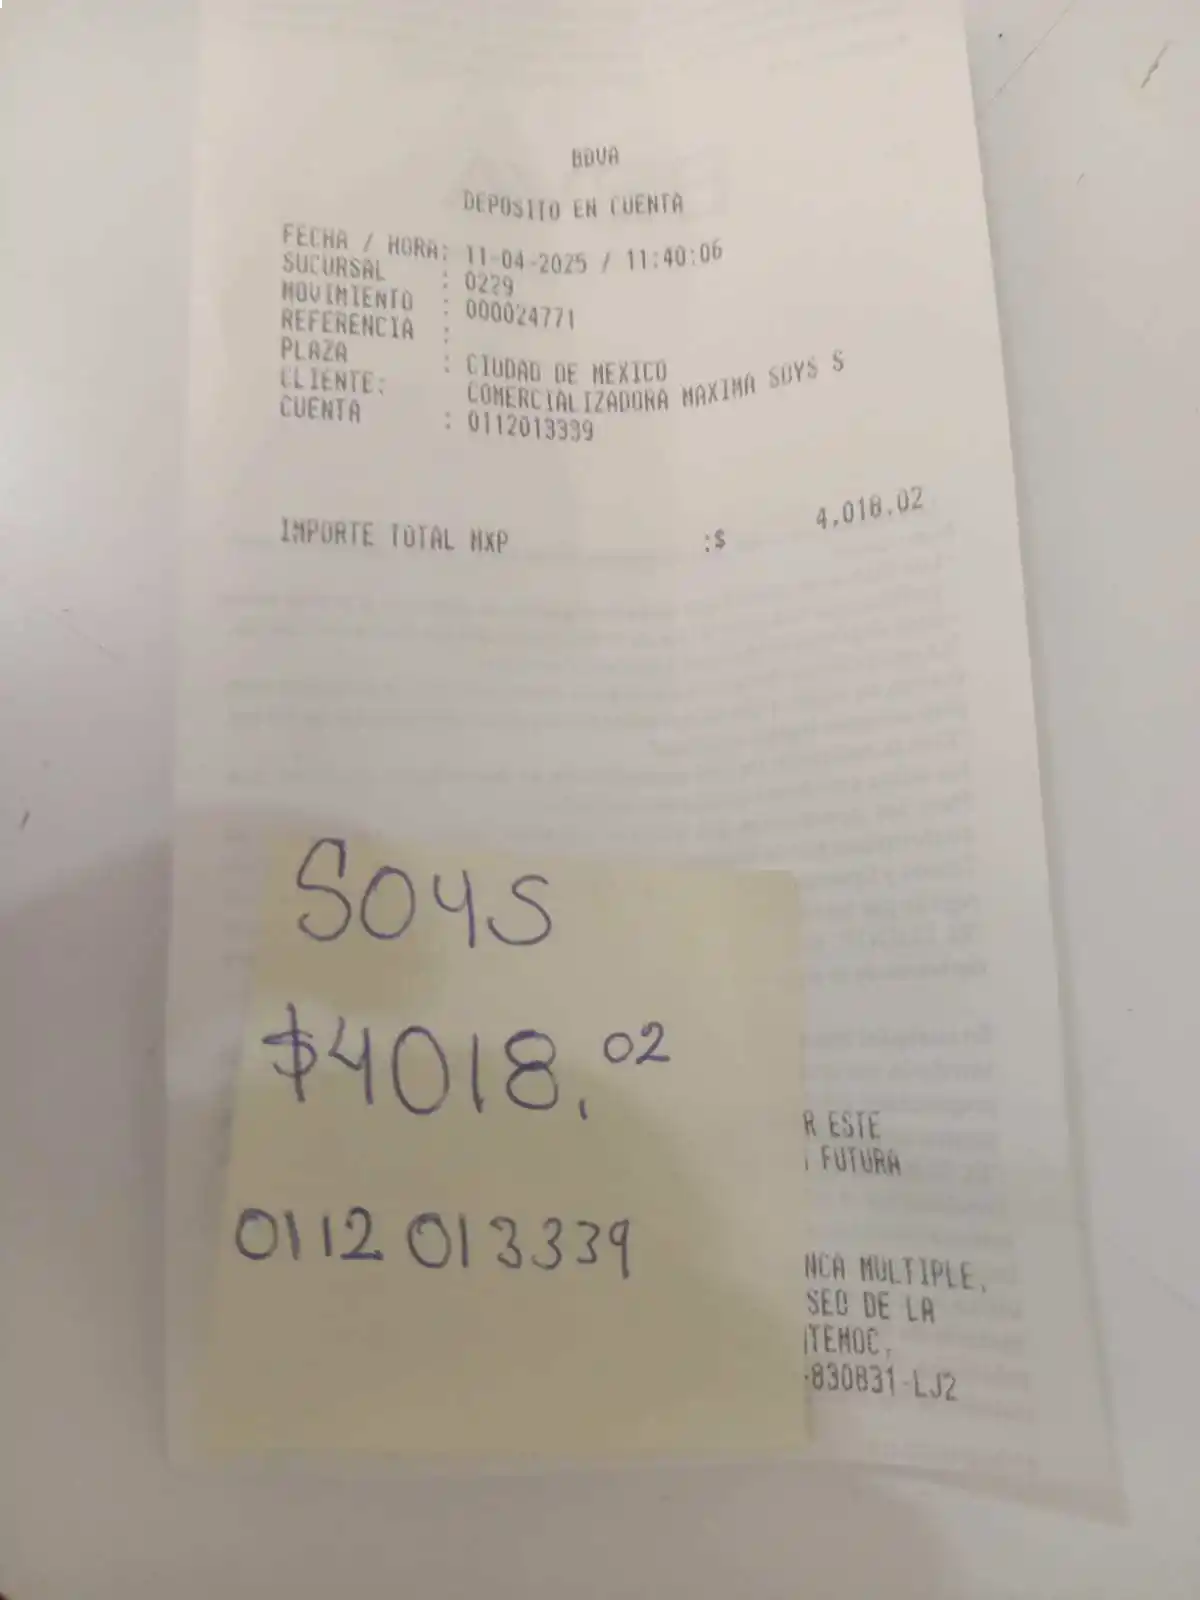 BBVA
DEPOSITO EN CUENTA
FECHA / HORA: 11-04-2025 / 11:40:06
SUCURSAL : 0229
MOVIMIENTO : 000024771
REFERENCIA :
PLAZA : CIUDAD DE MEXICO
CLIENTE: COMERCIALIZADORA MAXIMA SOYS S
CUENTA : 0112013339
IMPORTE TOTAL MXP :$ 4,018.02
SOYS
$4018.02
0112013339
R ESTE
FUTURA
NCA MULTIPLE,
SEO DE LA
TEMOC,
-830831-LJ2